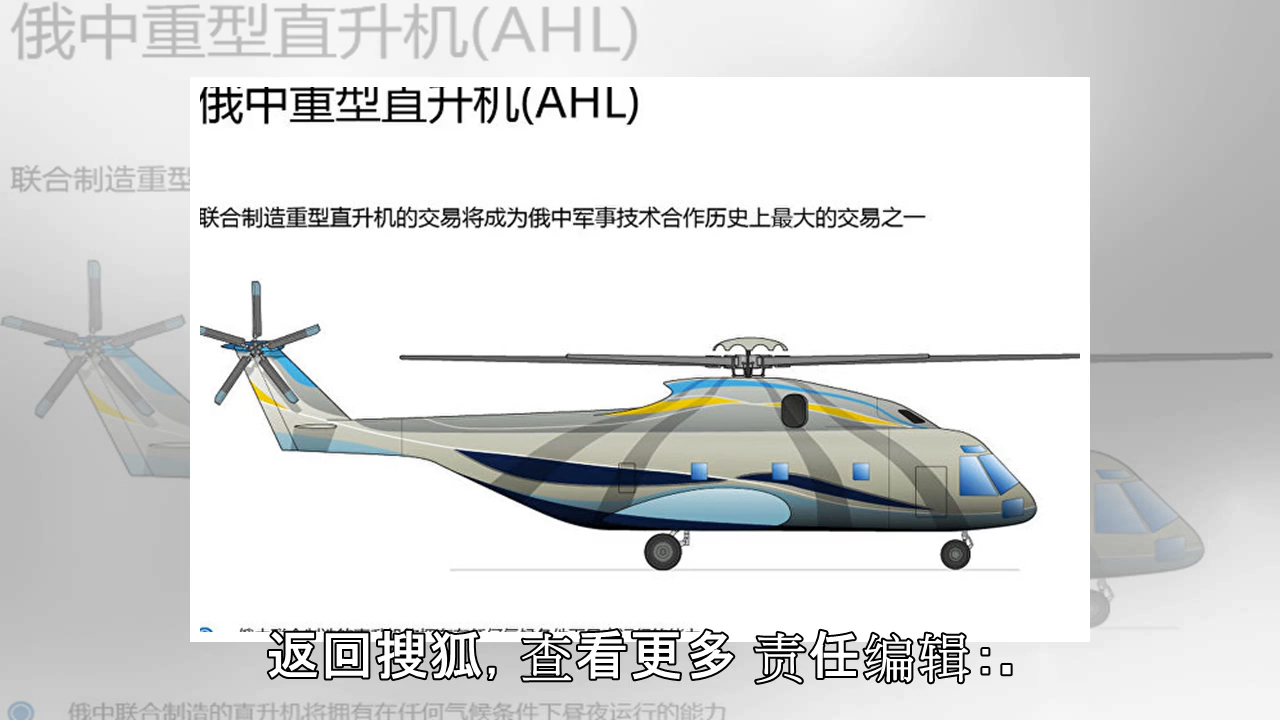 俄中重型直升机(AHL)
俄中重型直升机(AHL)
联合制造重型
联合制造重型直升机的交易将成为俄中军事技术合作历史上最大的交易之一
返回搜狐, 查看更多 责任编辑:.
俄中联合制造的直升机将拥有在任何气候条件下昼夜运行的能力